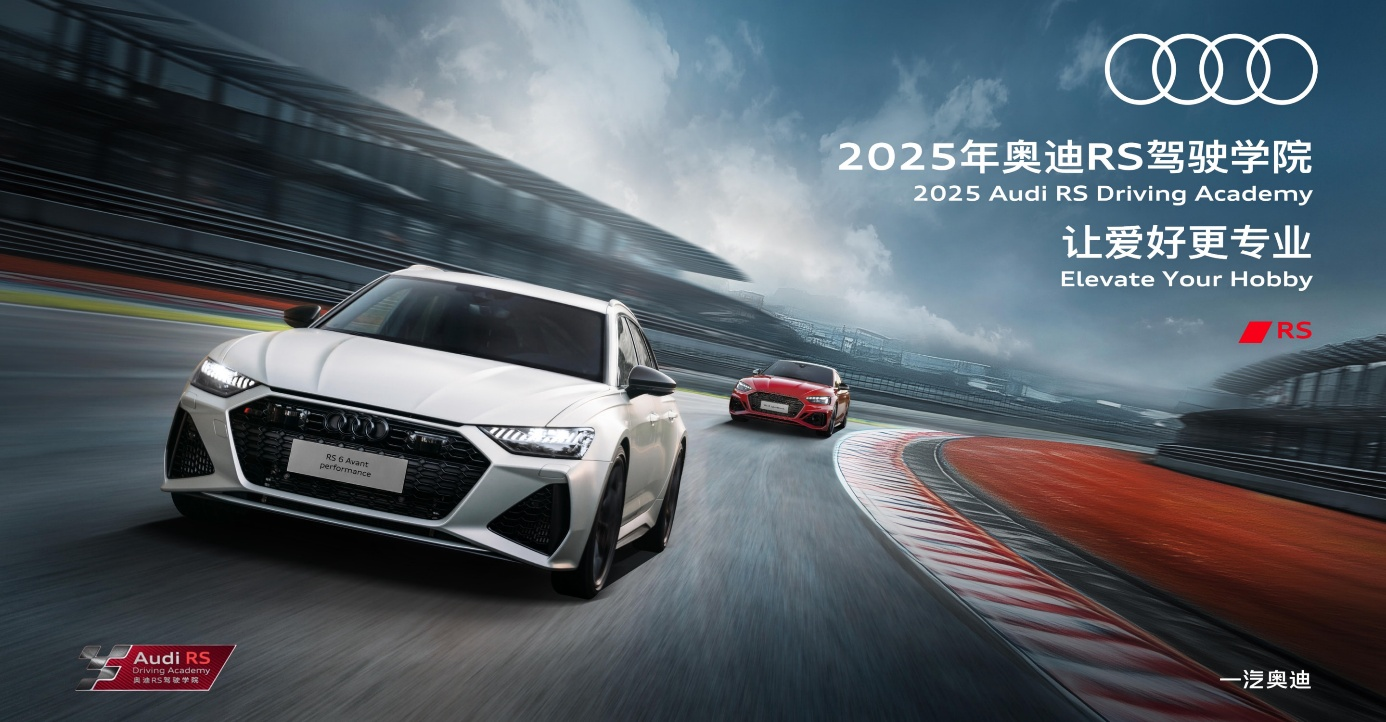 2025年奥迪RS驾驶学院
2025 Audi RS Driving Academy
让爱好更专业
Elevate Your Hobby
RS
RS 6 Avant
performance
Audi RS
Driving Academy
奥迪RS驾驶学院
一汽奥迪